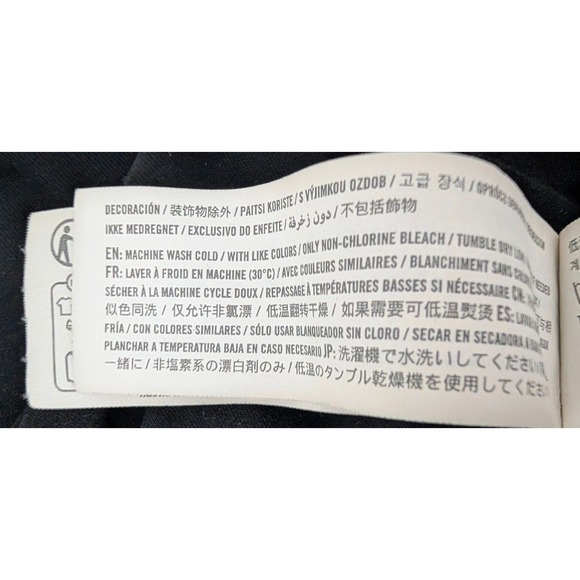 DECORACIÓN / 装饰物除外 / PAITSI KORISTE / S VÝJIMKOU OZDOB / 고급 장식 / OPRÓCZ
IKKE MEDREGNET / EXCLUSIVO DO ENFEITE / دون زخرفة / 不包括飾物
EN: MACHINE WASH COLD / WITH LIKE COLORS / ONLY NON-CHLORINE BLEACH / TUMBLE DRY LOW NEEDED
FR: LAVER À FROID EN MACHINE (30°C) / AVEC COULEURS SIMILAIRES / BLANCHIMENT SANS
SÉCHER À LA MACHINE CYCLE DOUX / REPASSAGE À TEMPÉRATURES BASSES SI NÉCESSAIRE CN:
似色同洗 / 仅允许非氯漂 / 低温翻转干燥 / 如果需要可低温熨烫 ES:
FRÍA / CON COLORES SIMILARES / SÓLO USAR BLANQUEADOR SIN CLORO / SECAR EN SECADORA A
PLANCHAR A TEMPERATURA BAJA EN CASO NECESARIO JP: 洗濯機で水洗いしてください
一緒に / 非塩素系の漂白剤のみ / 低温のタンブル乾燥機を使用してください